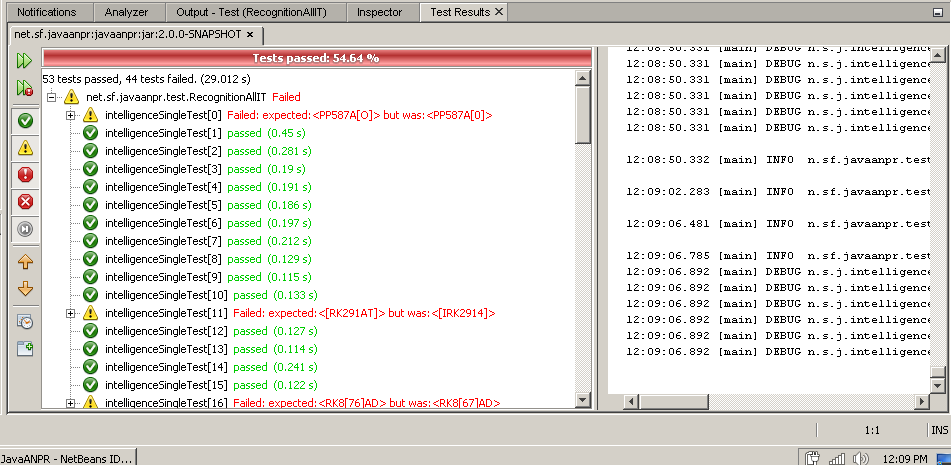 Notifications Analyzer Output - Test (RecognitionAllIT) Inspector Test Results
net.sf.javaanpr:javaanpr:jar:2.0.0-SNAPSHOT
Tests passed: 54.64 %
53 tests passed, 44 tests failed. (29.012 s)
net.sf.javaanpr.test.RecognitionAllIT Failed
intelligenceSingleTest[0] Failed: expected:<PP587A[O]> but was:<PP587A[0]>
intelligenceSingleTest[1] passed (0.45 s)
intelligenceSingleTest[2] passed (0.281 s)
intelligenceSingleTest[3] passed (0.19 s)
intelligenceSingleTest[4] passed (0.191 s)
intelligenceSingleTest[5] passed (0.186 s)
intelligenceSingleTest[6] passed (0.197 s)
intelligenceSingleTest[7] passed (0.212 s)
intelligenceSingleTest[8] passed (0.129 s)
intelligenceSingleTest[9] passed (0.115 s)
intelligenceSingleTest[10] passed (0.133 s)
intelligenceSingleTest[11] Failed: expected:<[RK291AT]> but was:<[IRK2914]>
intelligenceSingleTest[12] passed (0.127 s)
intelligenceSingleTest[13] passed (0.114 s)
intelligenceSingleTest[14] passed (0.241 s)
intelligenceSingleTest[15] passed (0.122 s)
intelligenceSingleTest[16] Failed: expected:<RK8[76]AD> but was:<RK8[67]AD>
12:08:50.331 [main] DEBUG n.s.j.intelligence
12:08:50.331 [main] DEBUG n.s.j.intelligence
12:08:50.331 [main] DEBUG n.s.j.intelligence
12:08:50.331 [main] DEBUG n.s.j.intelligence
12:08:50.331 [main] DEBUG n.s.j.intelligence
12:08:50.331 [main] DEBUG n.s.j.intelligence
12:08:50.332 [main] INFO n.sf.javaanpr.test
12:09:02.283 [main] INFO n.sf.javaanpr.test
12:09:06.481 [main] INFO n.sf.javaanpr.test
12:09:06.785 [main] INFO n.sf.javaanpr.test
12:09:06.892 [main] DEBUG n.s.j.intelligence
12:09:06.892 [main] DEBUG n.s.j.intelligence
12:09:06.892 [main] DEBUG n.s.j.intelligence
12:09:06.892 [main] DEBUG n.s.j.intelligence
12:09:06.892 [main] DEBUG n.s.j.intelligence
12:09:06.892 [main] DEBUG n.s.j.intelligence
1:1 INS
JavaANPR - NetBeans ID... 12:09 PM